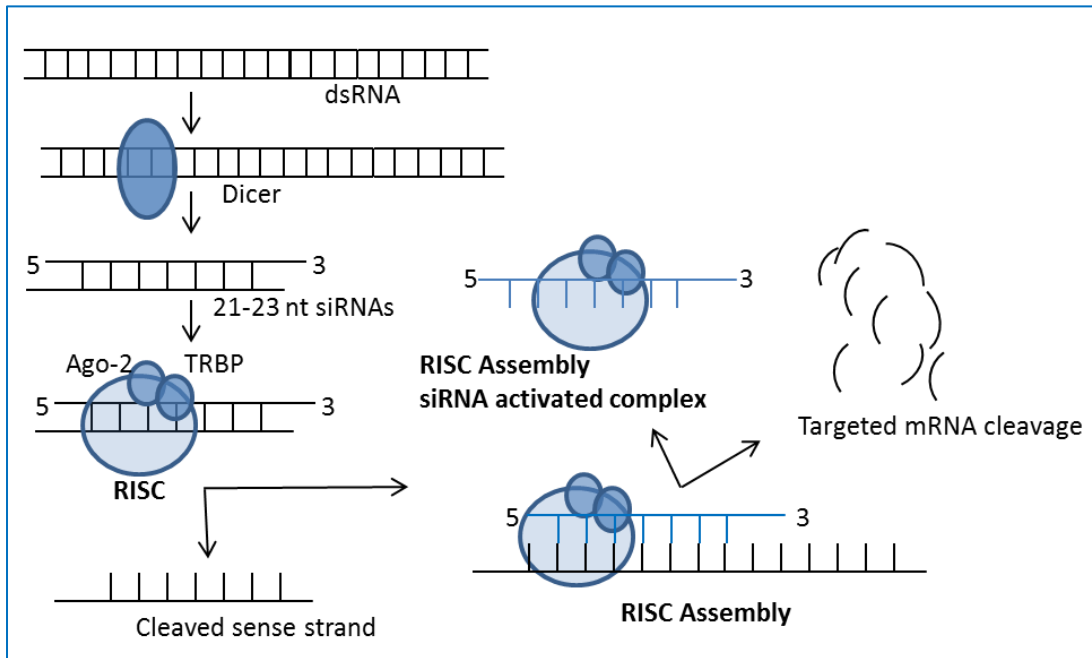 dsRNA
Dicer
5 3
21-23 nt siRNAs
Ago-2 TRBP
5 3
RISC
Cleaved sense strand
5 3
RISC Assembly
siRNA activated complex
Targeted mRNA cleavage
5 3
RISC Assembly